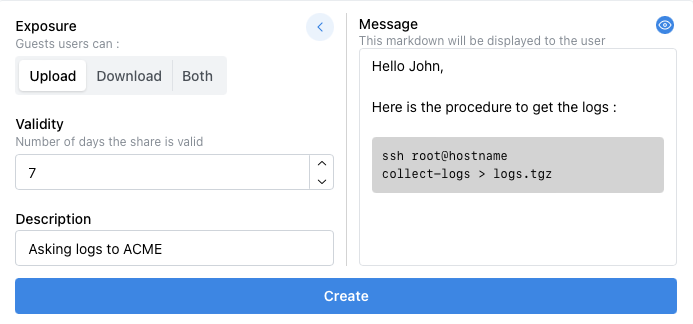 Exposure
Guests users can :
Upload Download Both
Validity
Number of days the share is valid
7
Description
Asking logs to ACME
Message
This markdown will be displayed to the user
Hello John,
Here is the procedure to get the logs :
ssh root@hostname
collect-logs > logs.tgz
Create